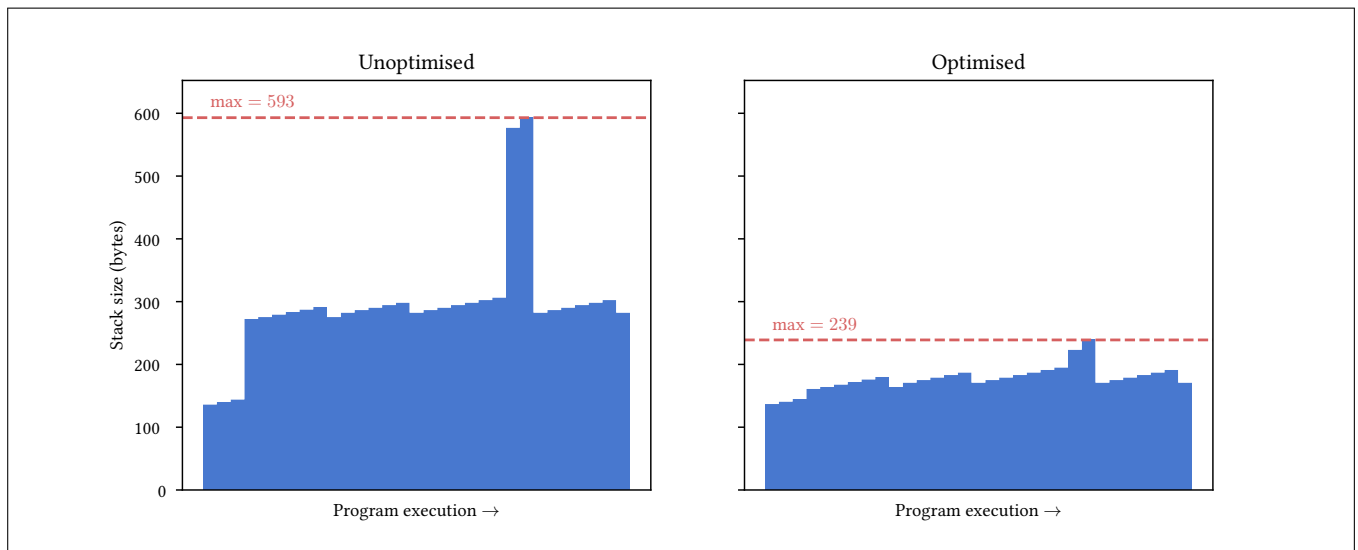 Unoptimised
max = 593
600
500
400
300
200
100
0
Stack size (bytes)
Program execution →
Optimised
max = 239
Program execution →